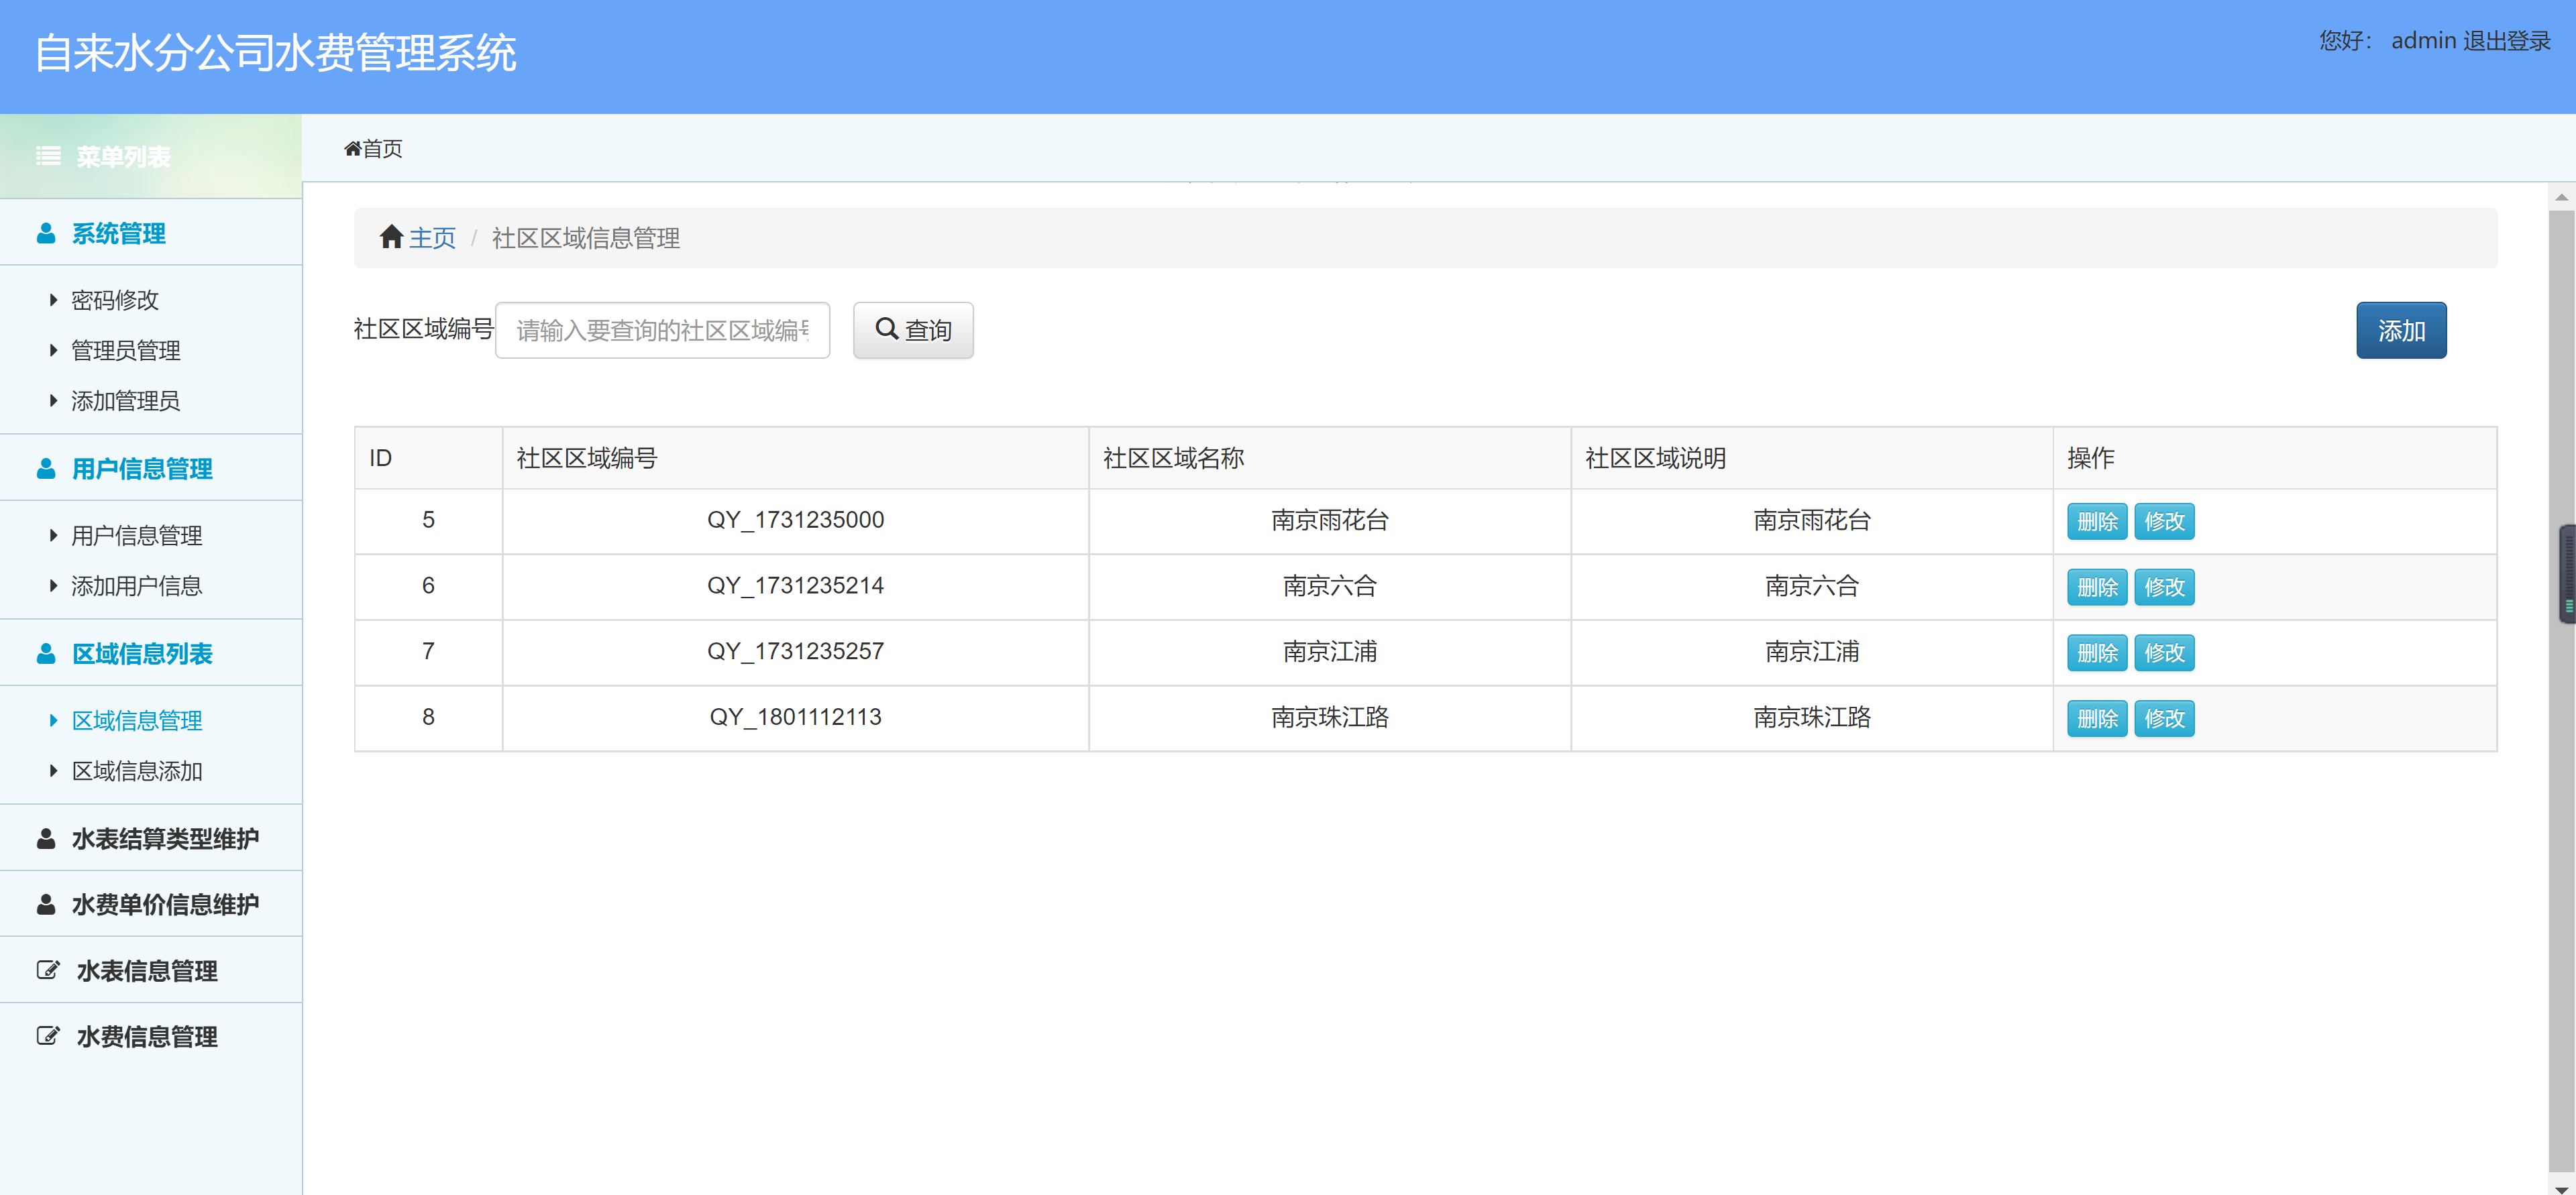 自来水分公司水费管理系统
您好： admin 退出登录
菜单列表
首页
系统管理
密码修改
管理员管理
添加管理员
用户信息管理
用户信息管理
添加用户信息
区域信息列表
区域信息管理
区域信息添加
水表结算类型维护
水费单价信息维护
水表信息管理
水费信息管理
主页 / 社区区域信息管理
社区区域编号 请输入要查询的社区区域编号 查询 添加
ID 社区区域编号 社区区域名称 社区区域说明 操作
5 QY_1731235000 南京雨花台 南京雨花台 删除 修改
6 QY_1731235214 南京六合 南京六合 删除 修改
7 QY_1731235257 南京江浦 南京江浦 删除 修改
8 QY_1801112113 南京珠江路 南京珠江路 删除 修改